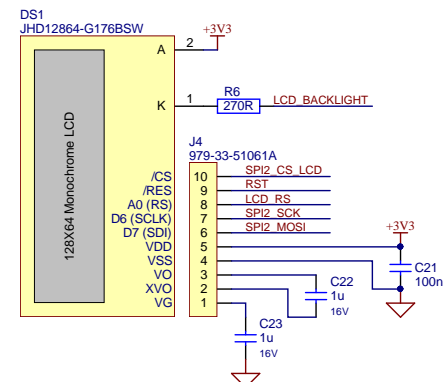 DS1
JHD12864-G176BSW
+3V3
A 2
128X64 Monochrome LCD
K 1
R6
270R
LCD_BACKLIGHT
J4
979-33-51061A
/CS 10 SPI2_CS_LCD
/RES 9 RST
A0 (RS) 8 LCD_RS
D6 (SCLK) 7 SPI2_SCK
D7 (SDI) 6 SPI2_MOSI
VDD 5
+3V3
VSS 4
VO 3
XVO 2
VG 1
C21
100n
C22
1u
16V
C23
1u
16V